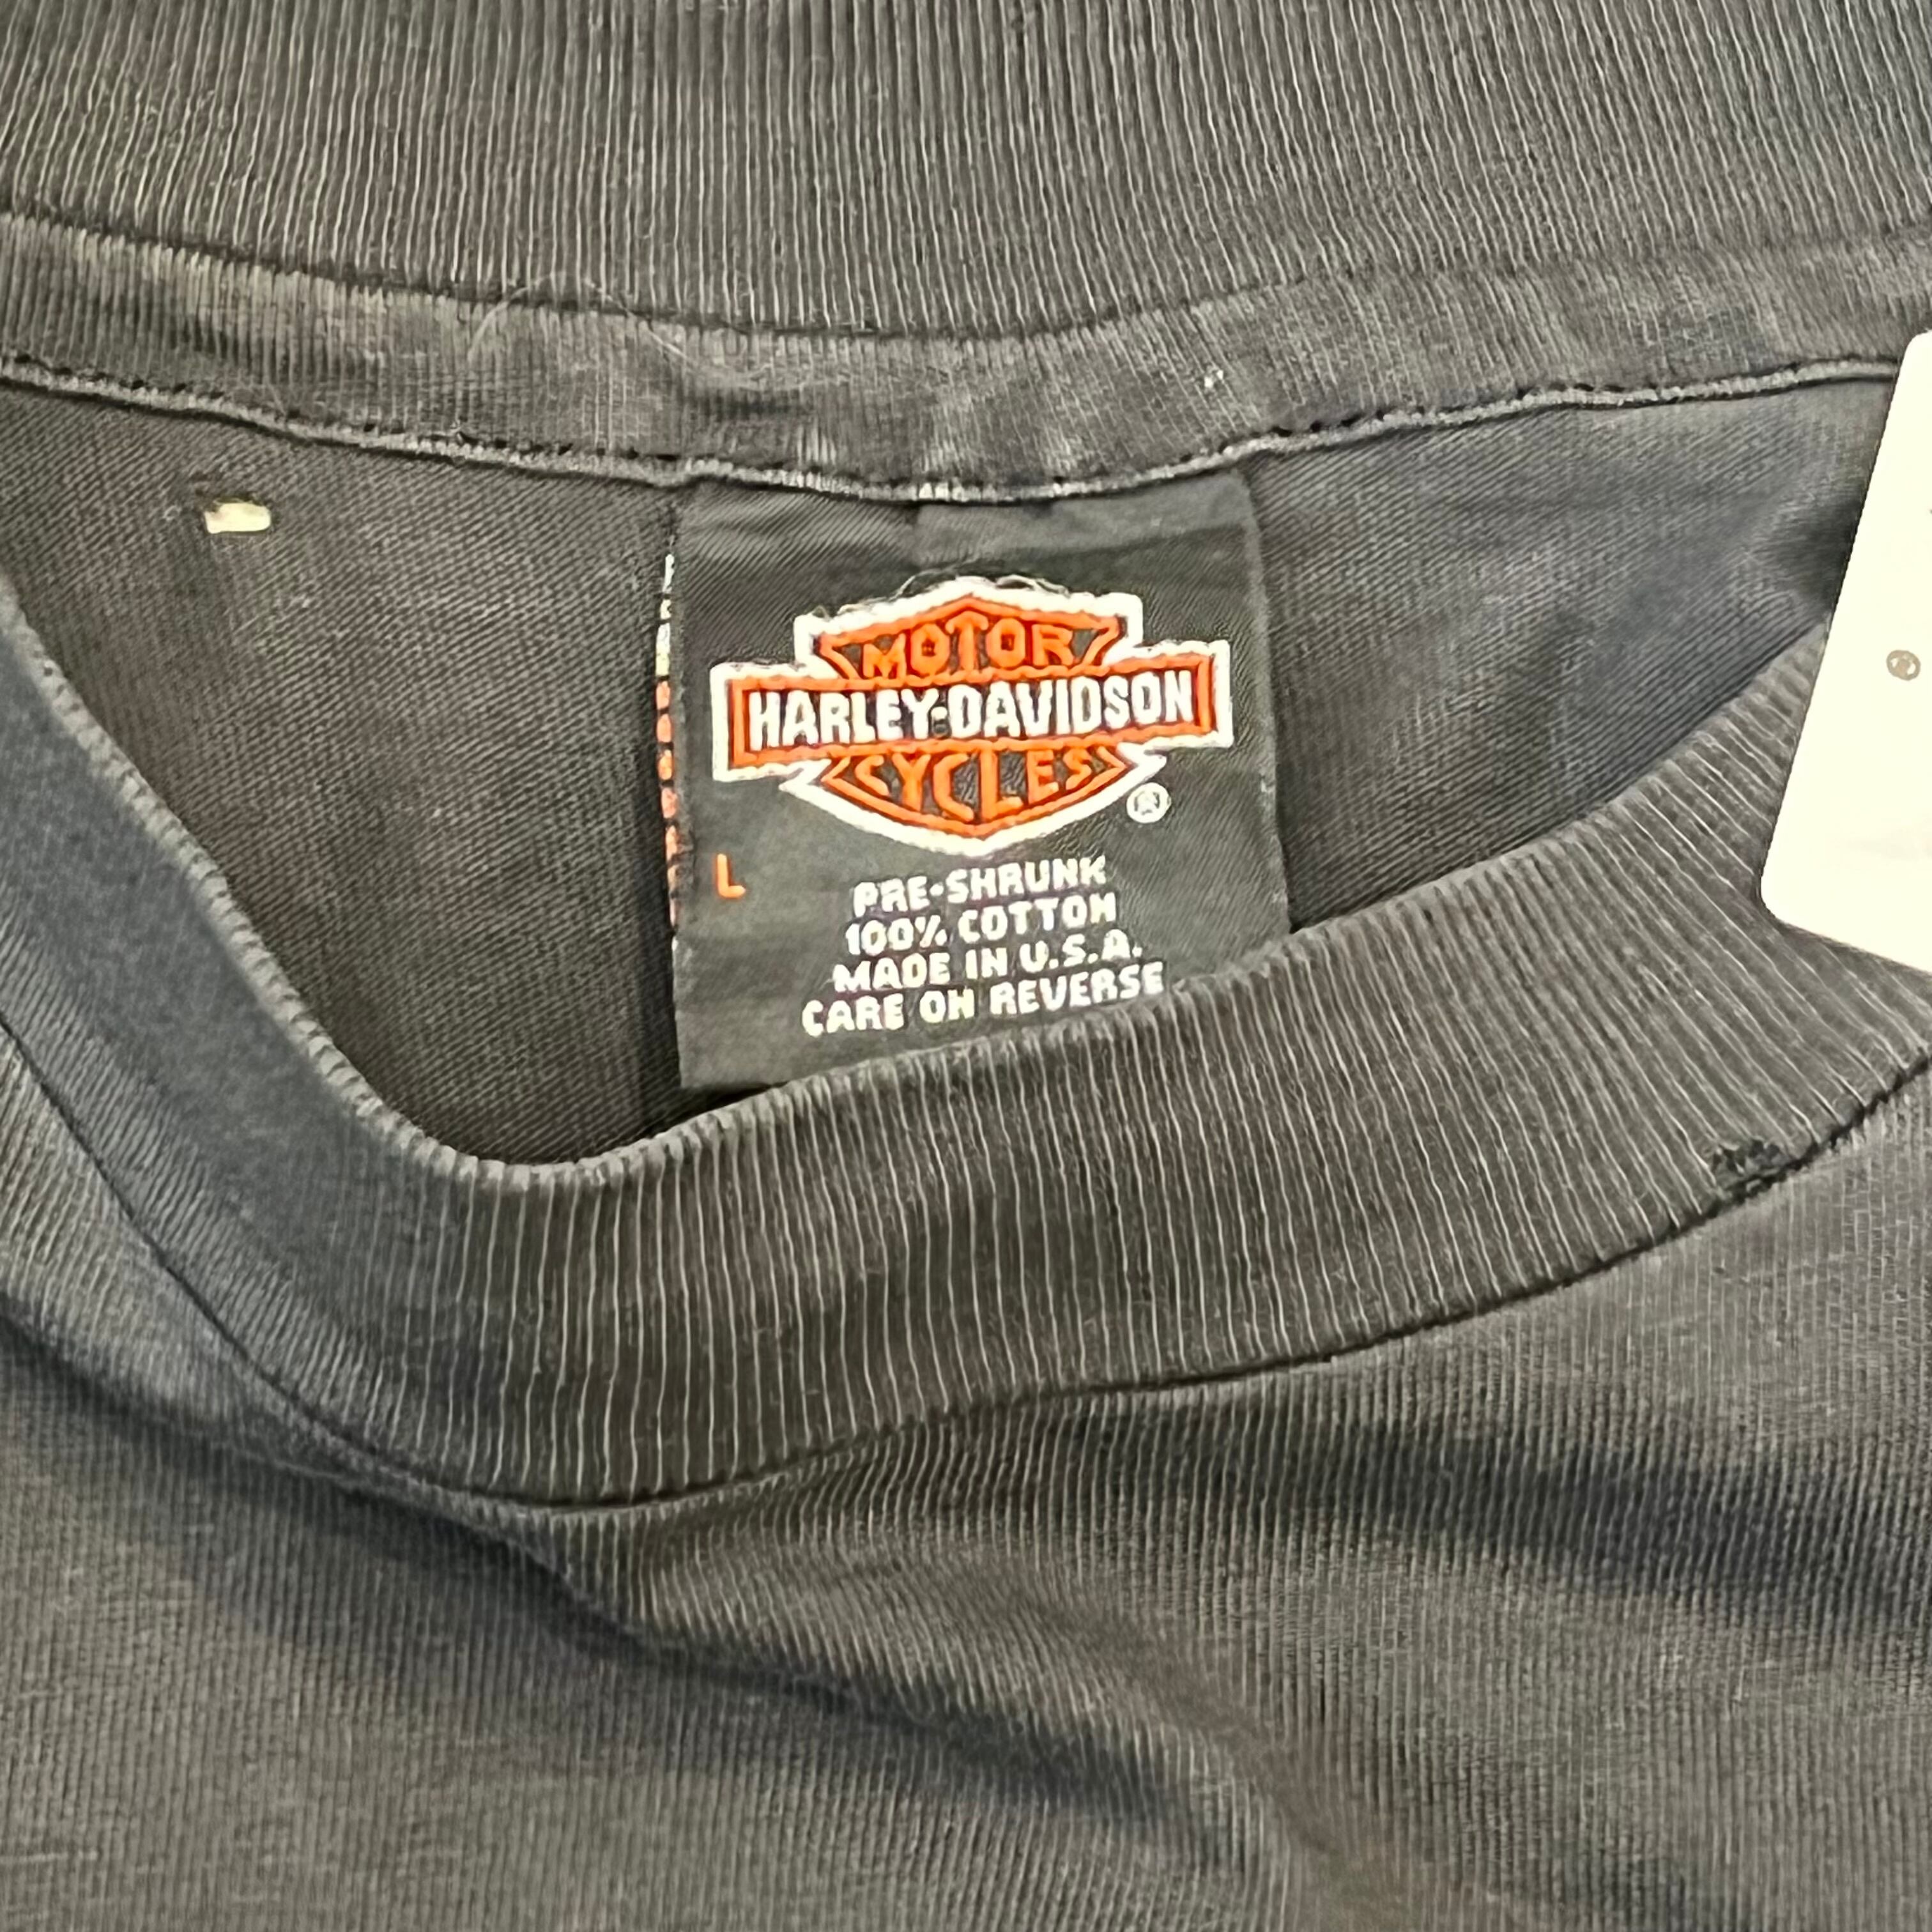 MOTOR
HARLEY-DAVIDSON
CYCLES
®
L
PRE-SHRUNK
100% COTTON
MADE IN U.S.A.
CARE ON REVERSE